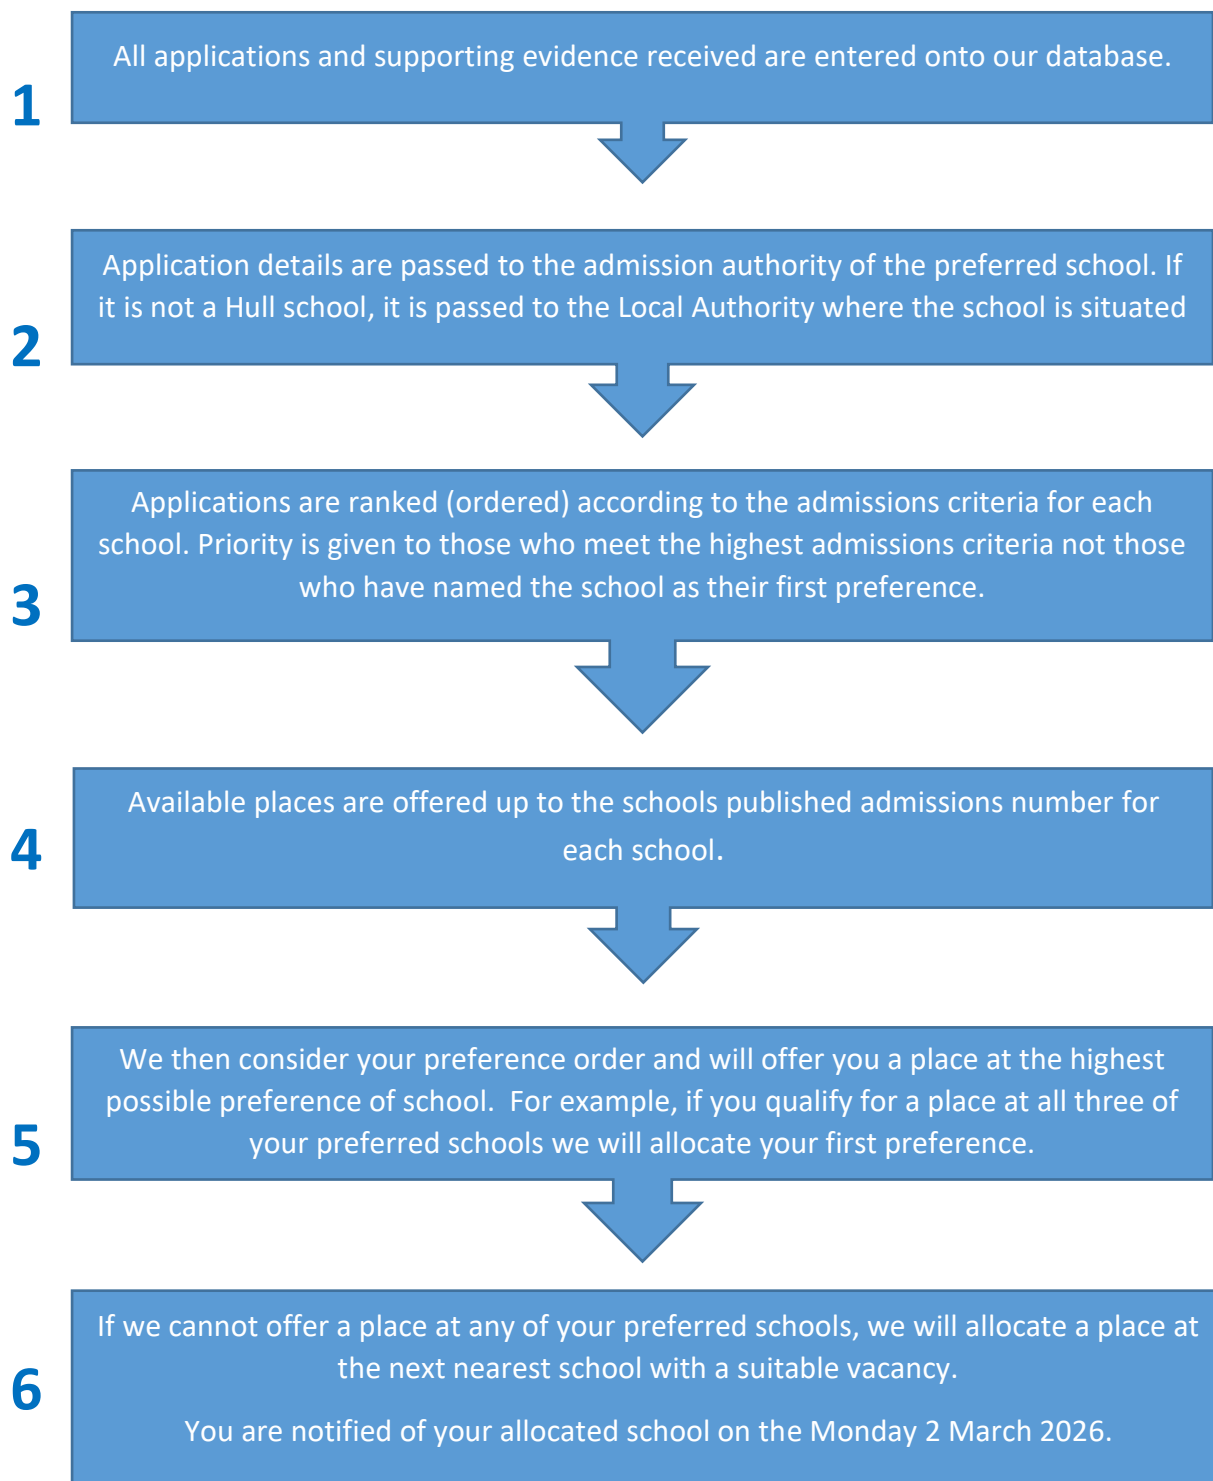 1
All applications and supporting evidence received are entered onto our database.
2
Application details are passed to the admission authority of the preferred school. If
it is not a Hull school, it is passed to the Local Authority where the school is situated
3
Applications are ranked (ordered) according to the admissions criteria for each
school. Priority is given to those who meet the highest admissions criteria not those
who have named the school as their first preference.
4
Available places are offered up to the schools published admissions number for
each school.
5
We then consider your preference order and will offer you a place at the highest
possible preference of school.  For example, if you qualify for a place at all three of
your preferred schools we will allocate your first preference.
6
If we cannot offer a place at any of your preferred schools, we will allocate a place at
the next nearest school with a suitable vacancy.
You are notified of your allocated school on the Monday 2 March 2026.